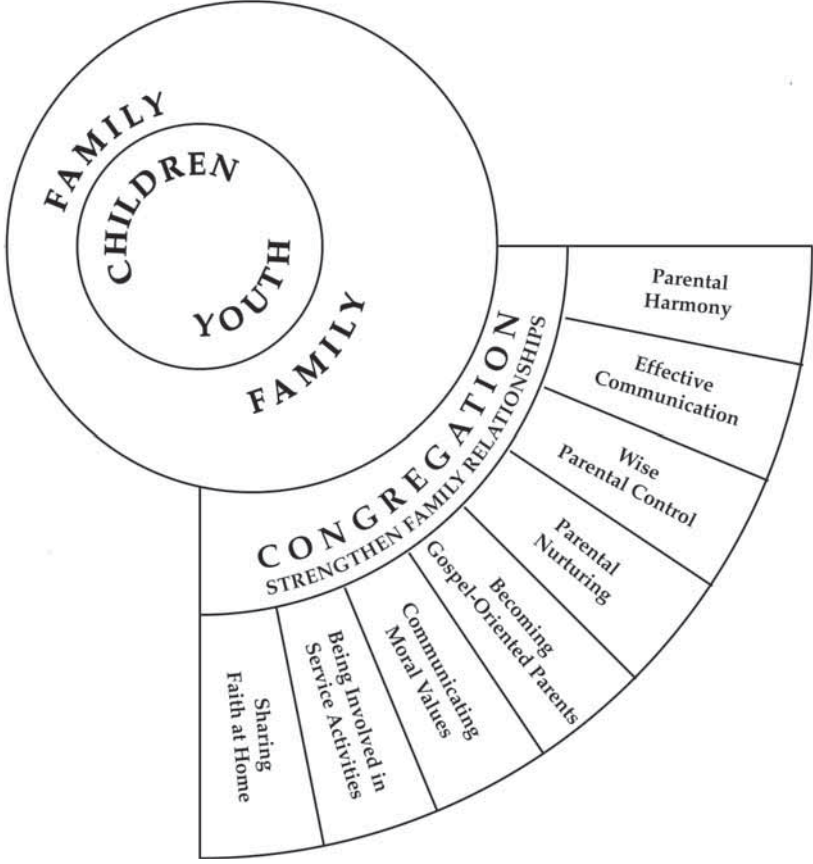 FAMILY
CHILDREN
YOUTH
FAMILY
CONGREGATION
STRENGTHEN FAMILY RELATIONSHIPS
Parental
Harmony
Effective
Communication
Wise
Parental Control
Parental
Nurturing
Becoming
Gospel-Oriented Parents
Communicating
Moral Values
Being Involved in
Service Activities
Sharing
Faith at Home